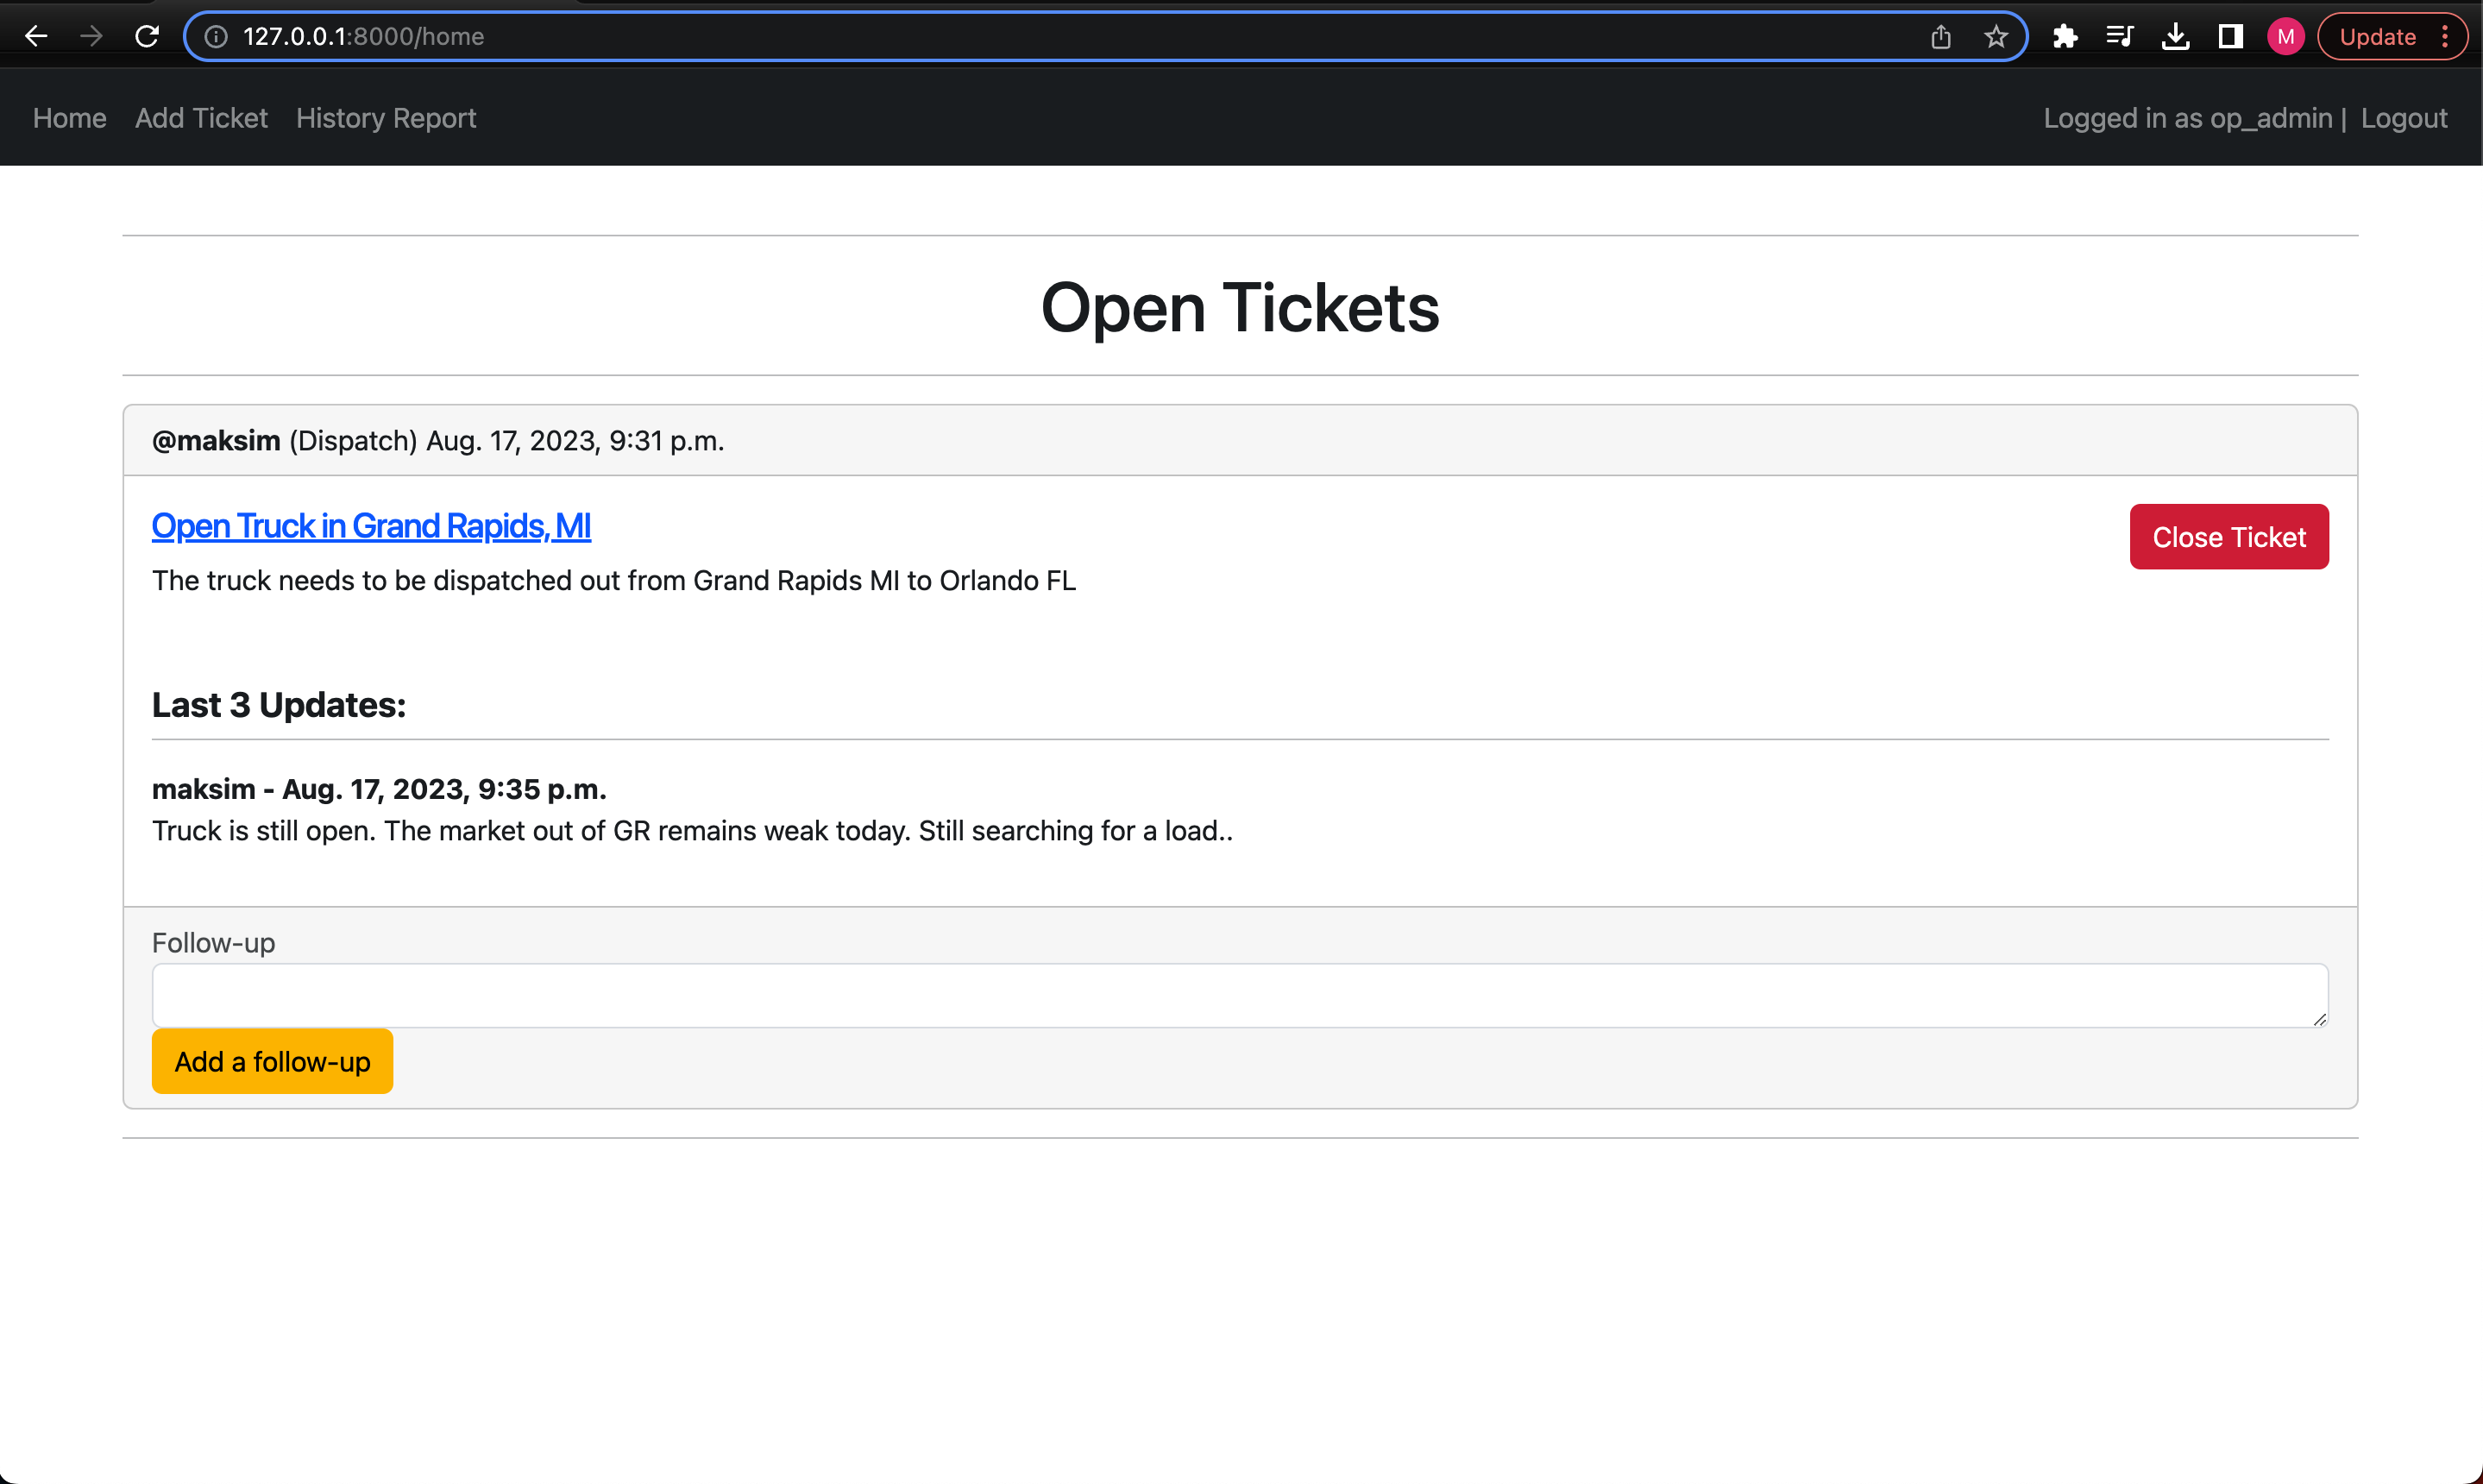 127.0.0.1:8000/home
M
Update
Home Add Ticket History Report
Logged in as op_admin | Logout
Open Tickets
@maksim (Dispatch) Aug. 17, 2023, 9:31 p.m.
Open Truck in Grand Rapids, MI
Close Ticket
The truck needs to be dispatched out from Grand Rapids MI to Orlando FL
Last 3 Updates:
maksim - Aug. 17, 2023, 9:35 p.m.
Truck is still open. The market out of GR remains weak today. Still searching for a load..
Follow-up
Add a follow-up